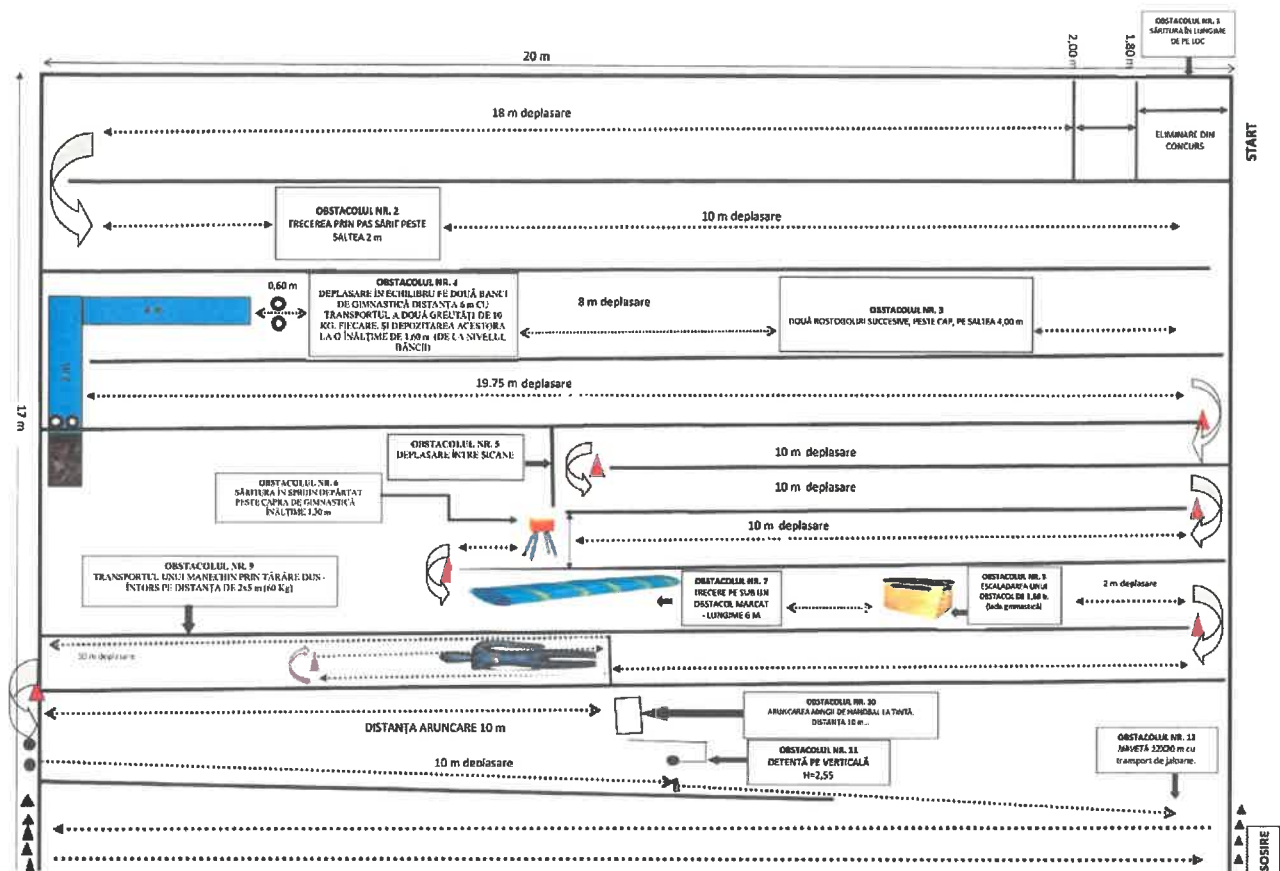 OBSTACOLUL NR. 1
SĂRITURA ÎN LUNGIME
DE PE LOC
20 m
2,00 m
1,80 m
START
18 m deplasare
ELIMINARE DIN
CONCURS
OBSTACOLUL NR. 2
TRECEREA PRIN PAS SĂRIT PESTE
SALTEA 2 m
10 m deplasare
0,60 m
OBSTACOLUL NR. 4
DEPLASARE ÎN ECHILIBRU PE DOUĂ BĂNCI
DE GIMNASTICĂ DISTANȚA 6 m CU
TRANSPORTUL A DOUĂ GREUTĂȚI DE 10
KG. FIECARE, ȘI DEPOZITAREA ACESTORA
LA O ÎNĂLȚIME DE 1,60 m (DE LA NIVELUL
BĂNCII)
8 m deplasare
OBSTACOLUL NR. 3
DOUĂ ROSTOGOLIRI SUCCESIVE, PESTE CAP, PE SALTEA 4,00 m
19.75 m deplasare
17 m
OBSTACOLUL NR. 5
DEPLASARE ÎNTRE ȘICANE
10 m deplasare
OBSTACOLUL NR. 6
SĂRITURA ÎN SPRIJIN DEPĂRTAT
PESTE CAPRA DE GIMNASTICĂ
ÎNĂLȚIME 1,30 m
10 m deplasare
10 m deplasare
OBSTACOLUL NR. 9
TRANSPORTUL UNUI MANECHIN PRIN TÂRÂRE DUS -
ÎNTORS PE DISTANȚA DE 2x5 m (60 Kg)
OBSTACOLUL NR. 7
TRECERE PE SUB UN
OBSTACOL MARCAT
- LUNGIME 6 M
ESCALADAREA UNUI
(lada gimnastică)
2 m deplasare
10 m deplasare
DISTANȚA ARUNCARE 10 m
OBSTACOLUL NR. 10
ARUNCAREA MINGII DE HANDBAL LA ȚINTĂ.
DISTANȚA 10 m...
OBSTACOLUL NR. 11
DETENTĂ PE VERTICALĂ
H=2,55
OBSTACOLUL NR. 12
NAVETĂ 12X20 m cu
transport de jaloane.
10 m deplasare
SOSIRE